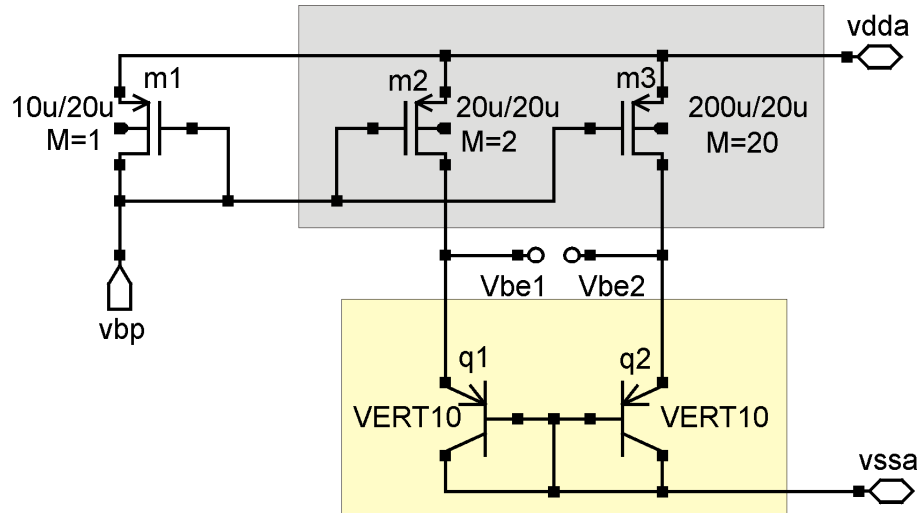 vdda
m1
m2
m3
10u/20u
M=1
20u/20u
M=2
200u/20u
M=20
Vbe1
Vbe2
vbp
q1
q2
VERT10
VERT10
vssa